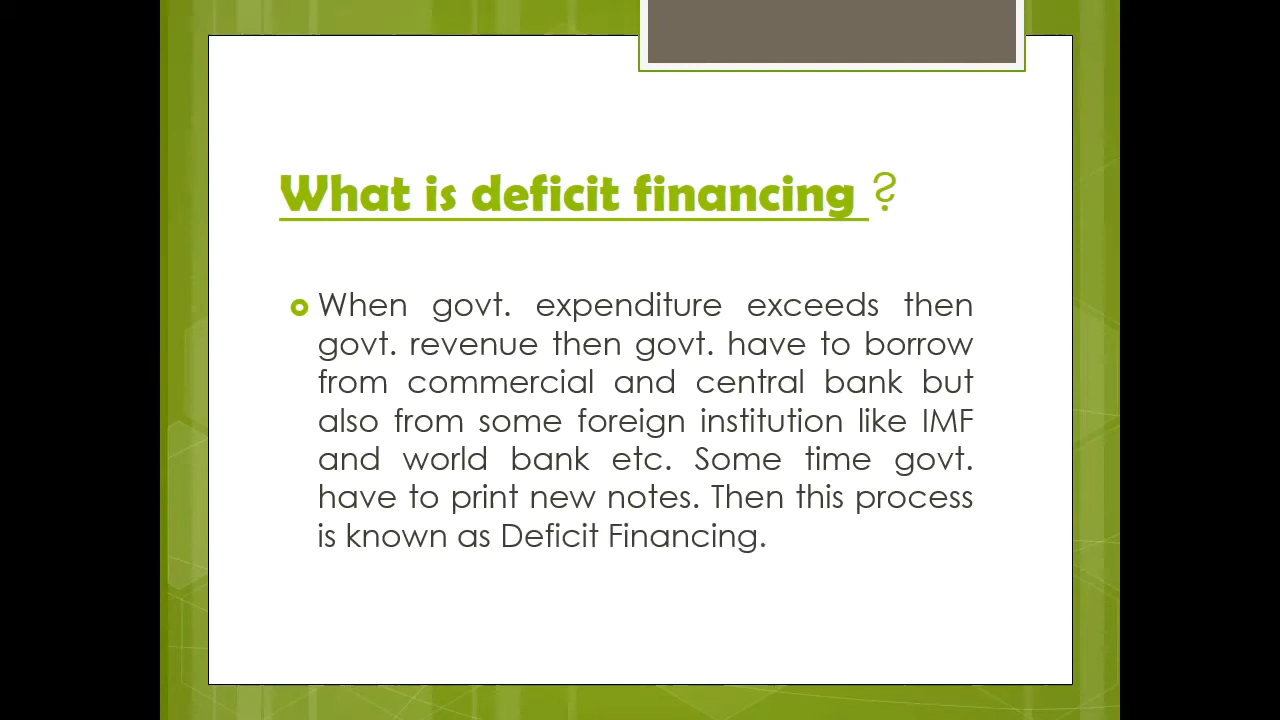 What is deficit financing ?
When govt. expenditure exceeds then
govt. revenue then govt. have to borrow
from commercial and central bank but
also from some foreign institution like IMF
and world bank etc. Some time govt.
have to print new notes. Then this process
is known as Deficit Financing.